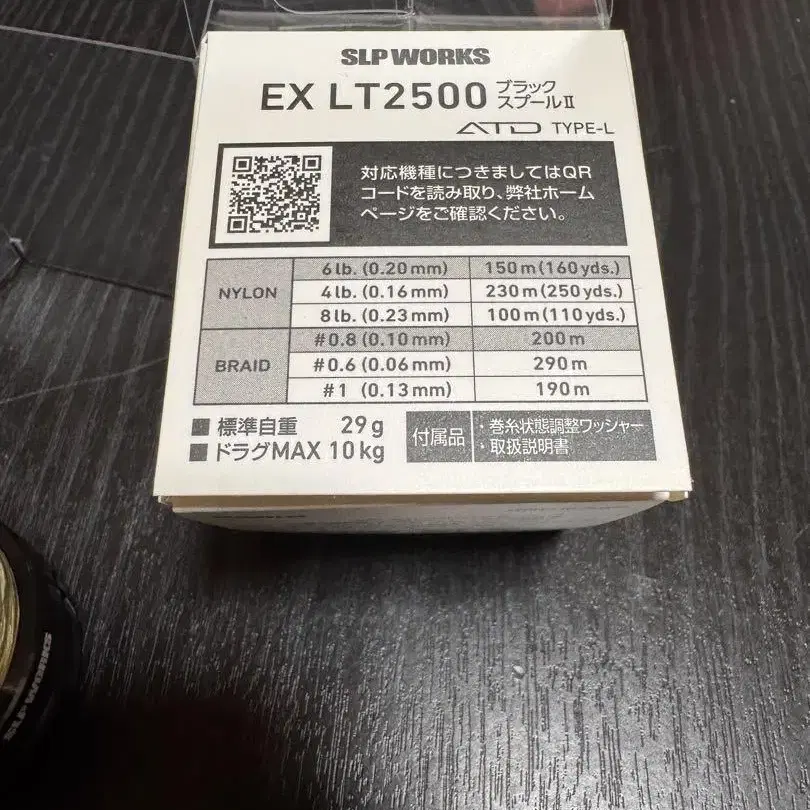 SLP WORKS
EX LT2500 ブラック
スプールⅡ
ATD TYPE-L
対応機種につきましてはQR
コードを読み取り、弊社ホーム
ページをご確認ください。
NYLON
6lb. (0.20mm) 150m(160yds.)
4lb. (0.16mm) 230m(250yds.)
8lb. (0.23mm) 100m(110yds.)
BRAID
#0.8 (0.10mm) 200m
#0.6 (0.06mm) 290m
#1 (0.13mm) 190m
■ 標準自重 29g
■ ドラグMAX 10kg
付属品
・巻糸状態調整ワッシャー
・取扱説明書
SLP WORKS